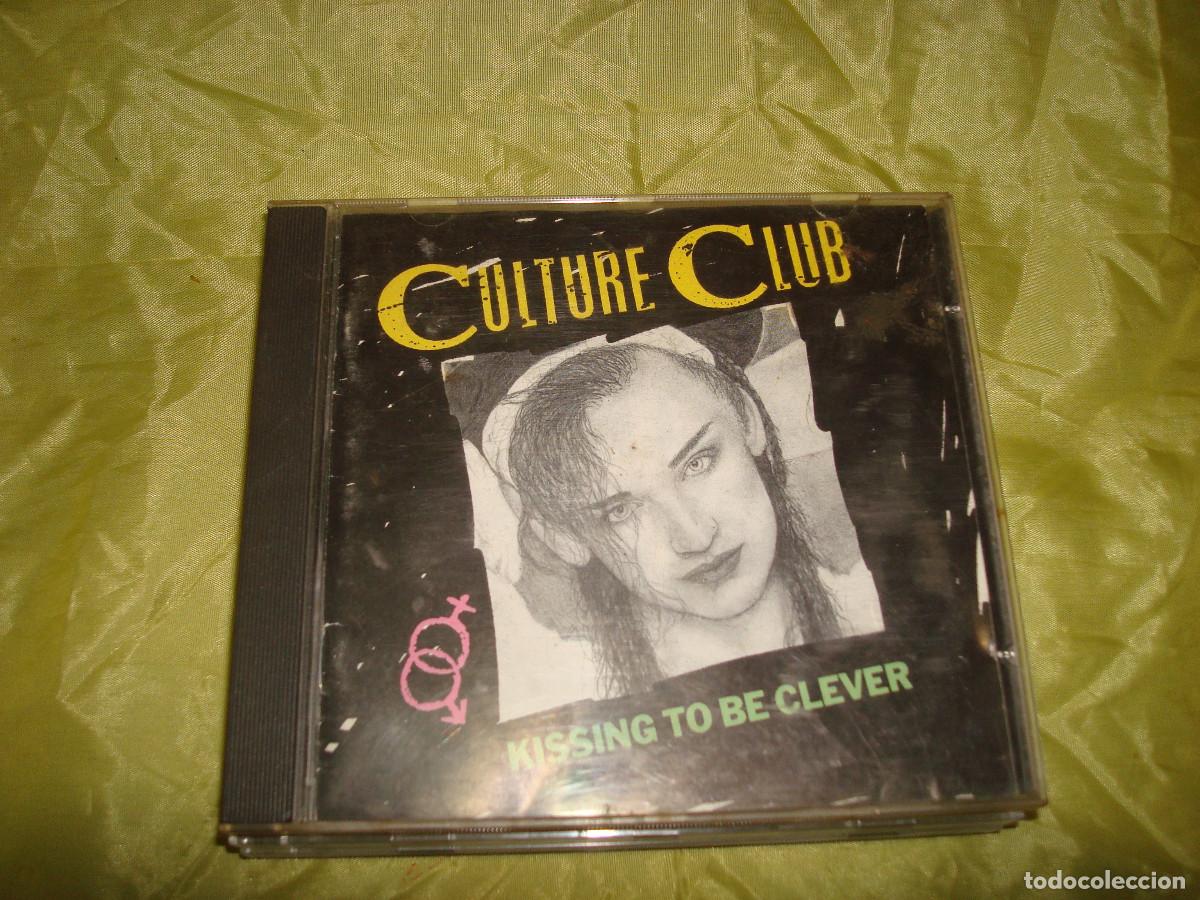 CULTURE CLUB
KISSING TO BE CLEVER
todocoleccion